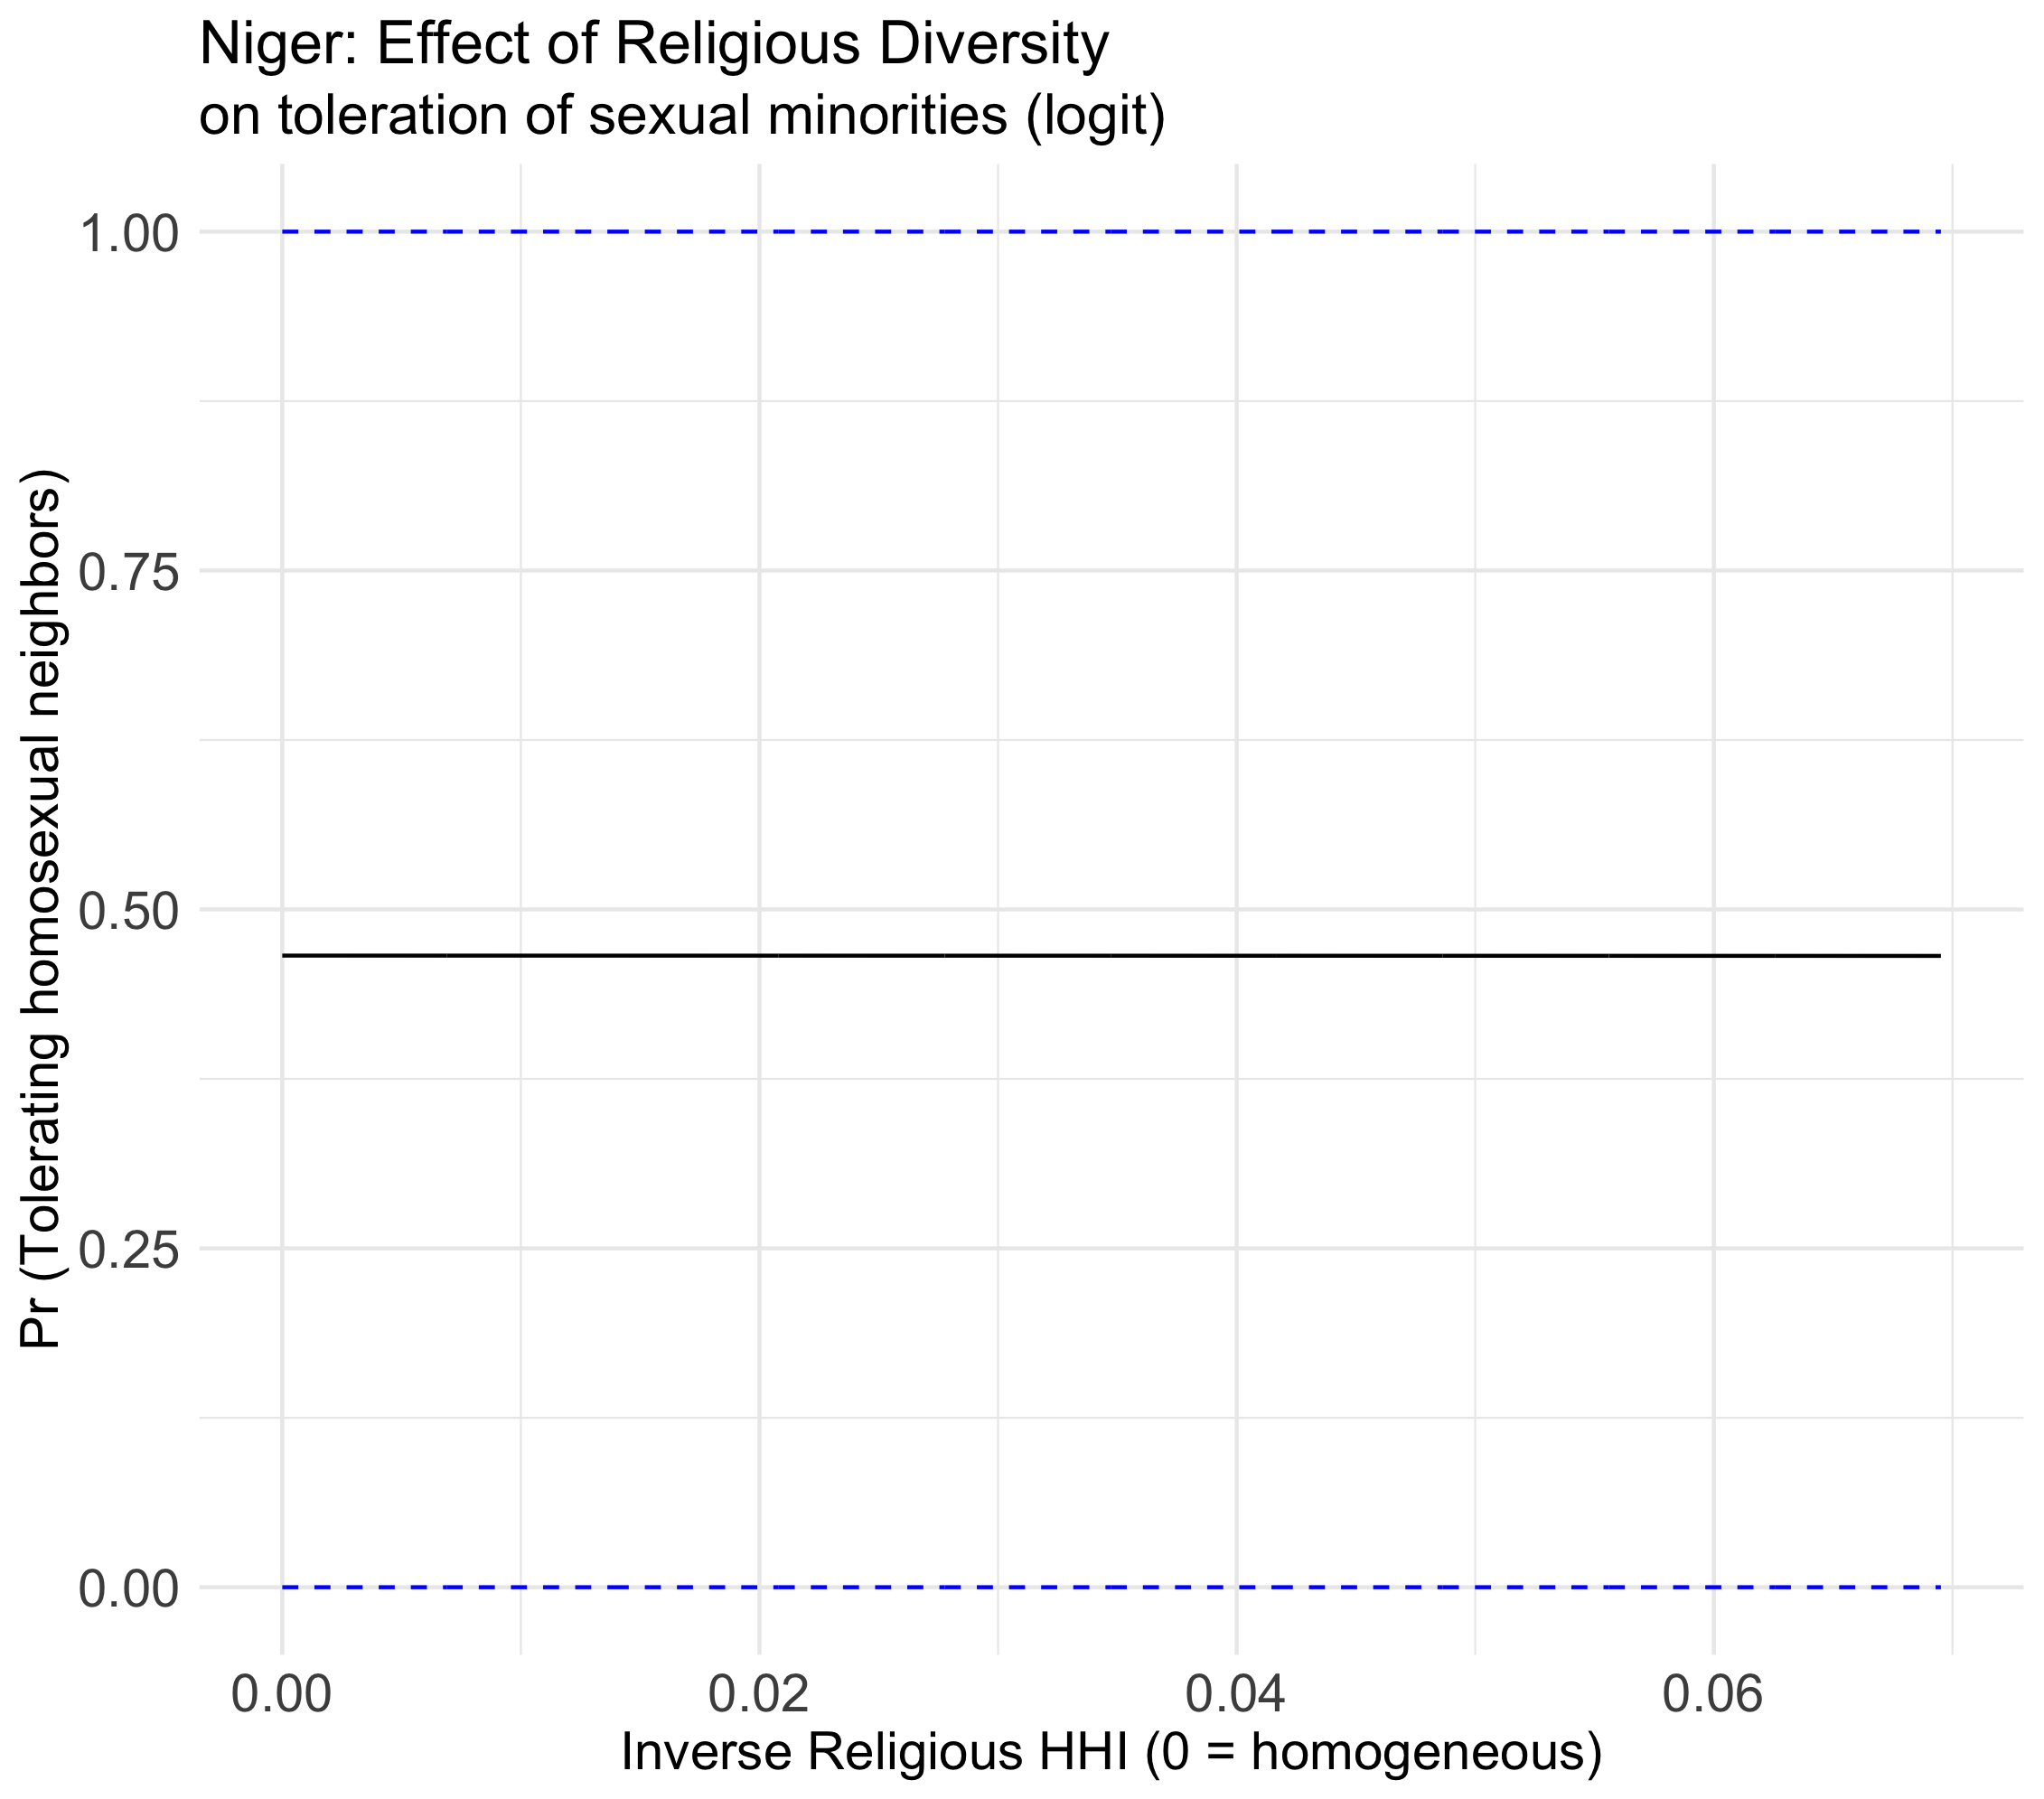 Niger: Effect of Religious Diversity
on toleration of sexual minorities (logit)
Pr (Tolerating homosexual neighbors)
1.00
0.75
0.50
0.25
0.00
0.00 0.02 0.04 0.06
Inverse Religious HHI (0 = homogeneous)